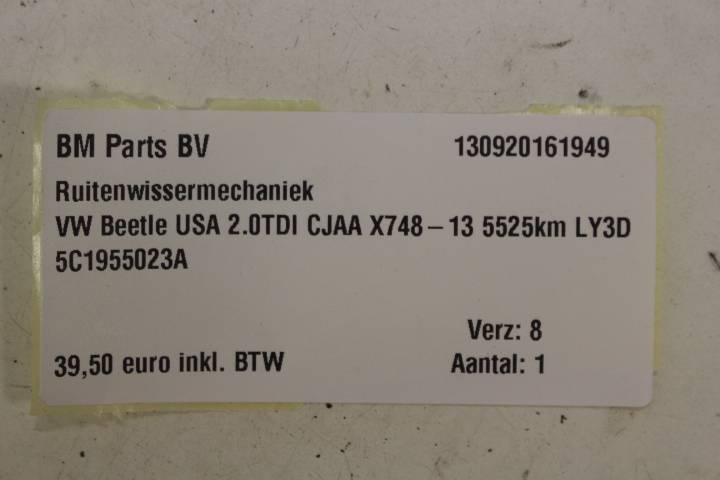 BM Parts BV 130920161949
Ruitenwissermechaniek
VW Beetle USA 2.0TDI CJAA X748 – 13 5525km LY3D
5C1955023A
Verz: 8
39,50 euro inkl. BTW Aantal: 1